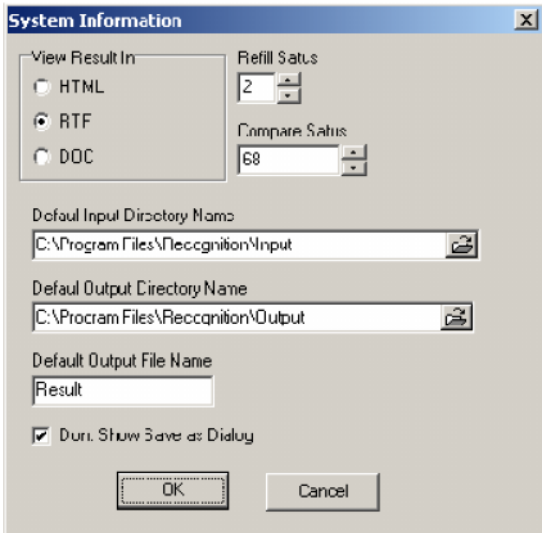 System Information
View Result In
HTML
RTF
DOC
Refill Satus
2
Compare Satus
68
Defaul Input Directory Name
C:\Program Files\Recognition\Input
Defaul Output Directory Name
C:\Program Files\Recognition\Output
Default Output File Name
Result
Don't Show Save as Dialog
OK
Cancel